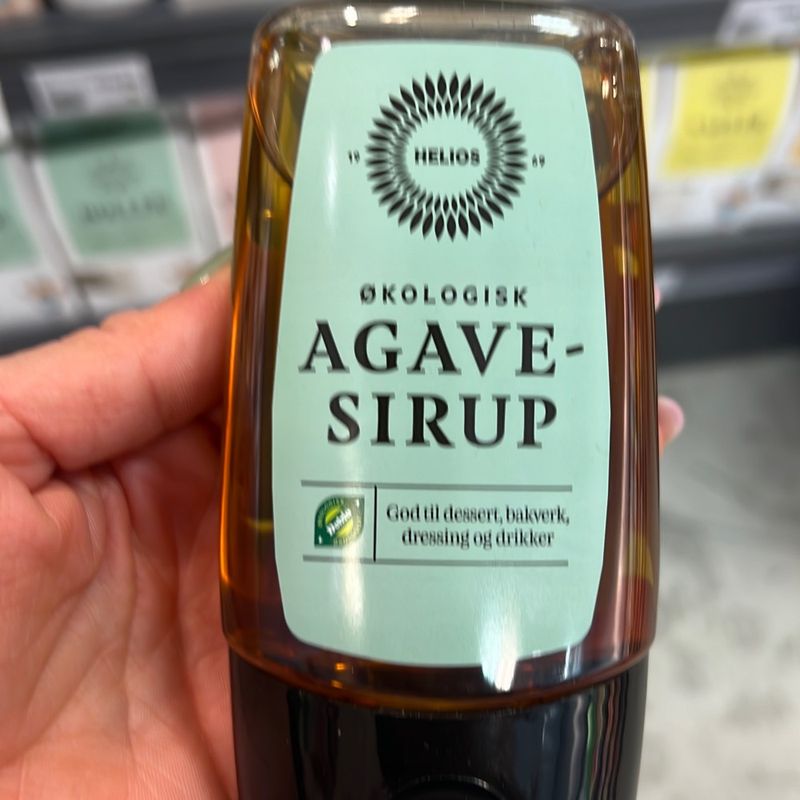 19 HELIOS 69
ØKOLOGISK
AGAVE-
SIRUP
God til dessert, bakverk,
dressing og drikker